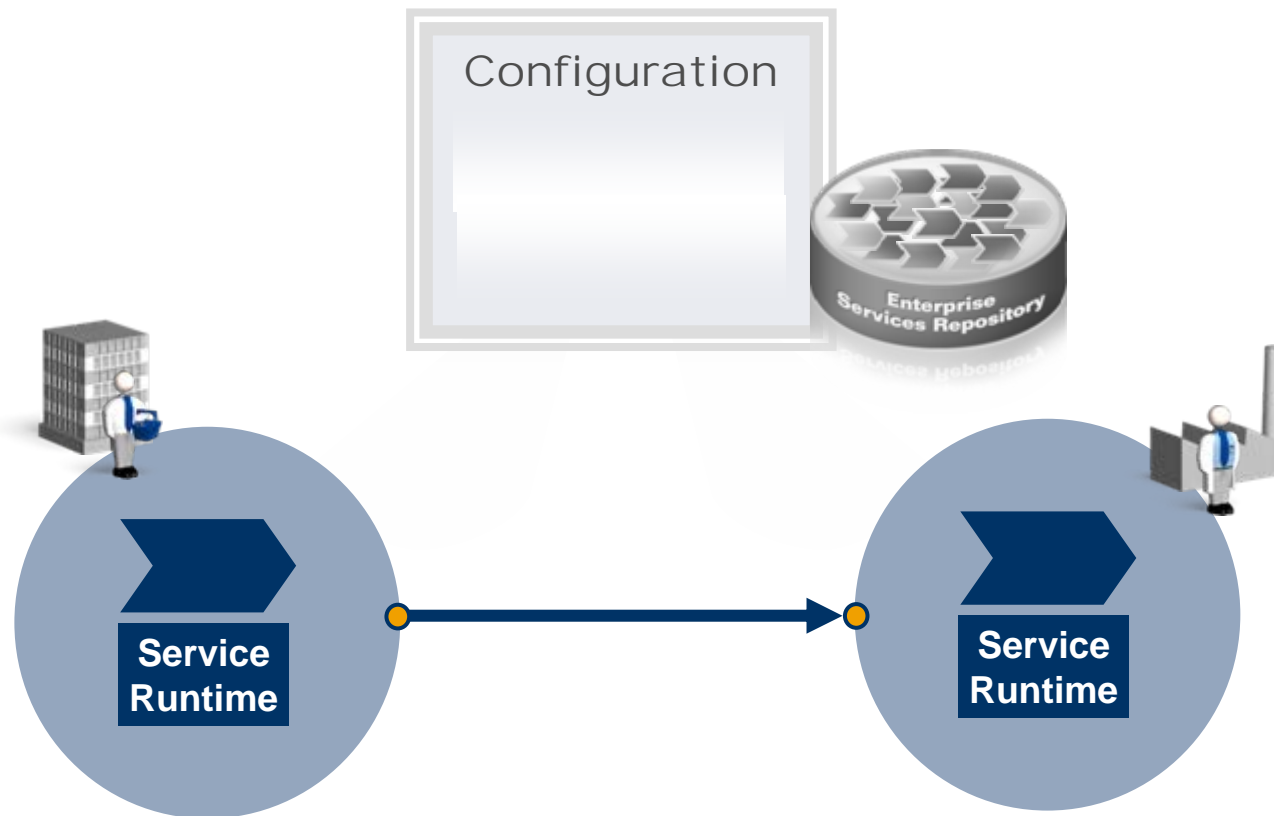 Configuration
Enterprise
Services Repository
Service
Runtime
Service
Runtime